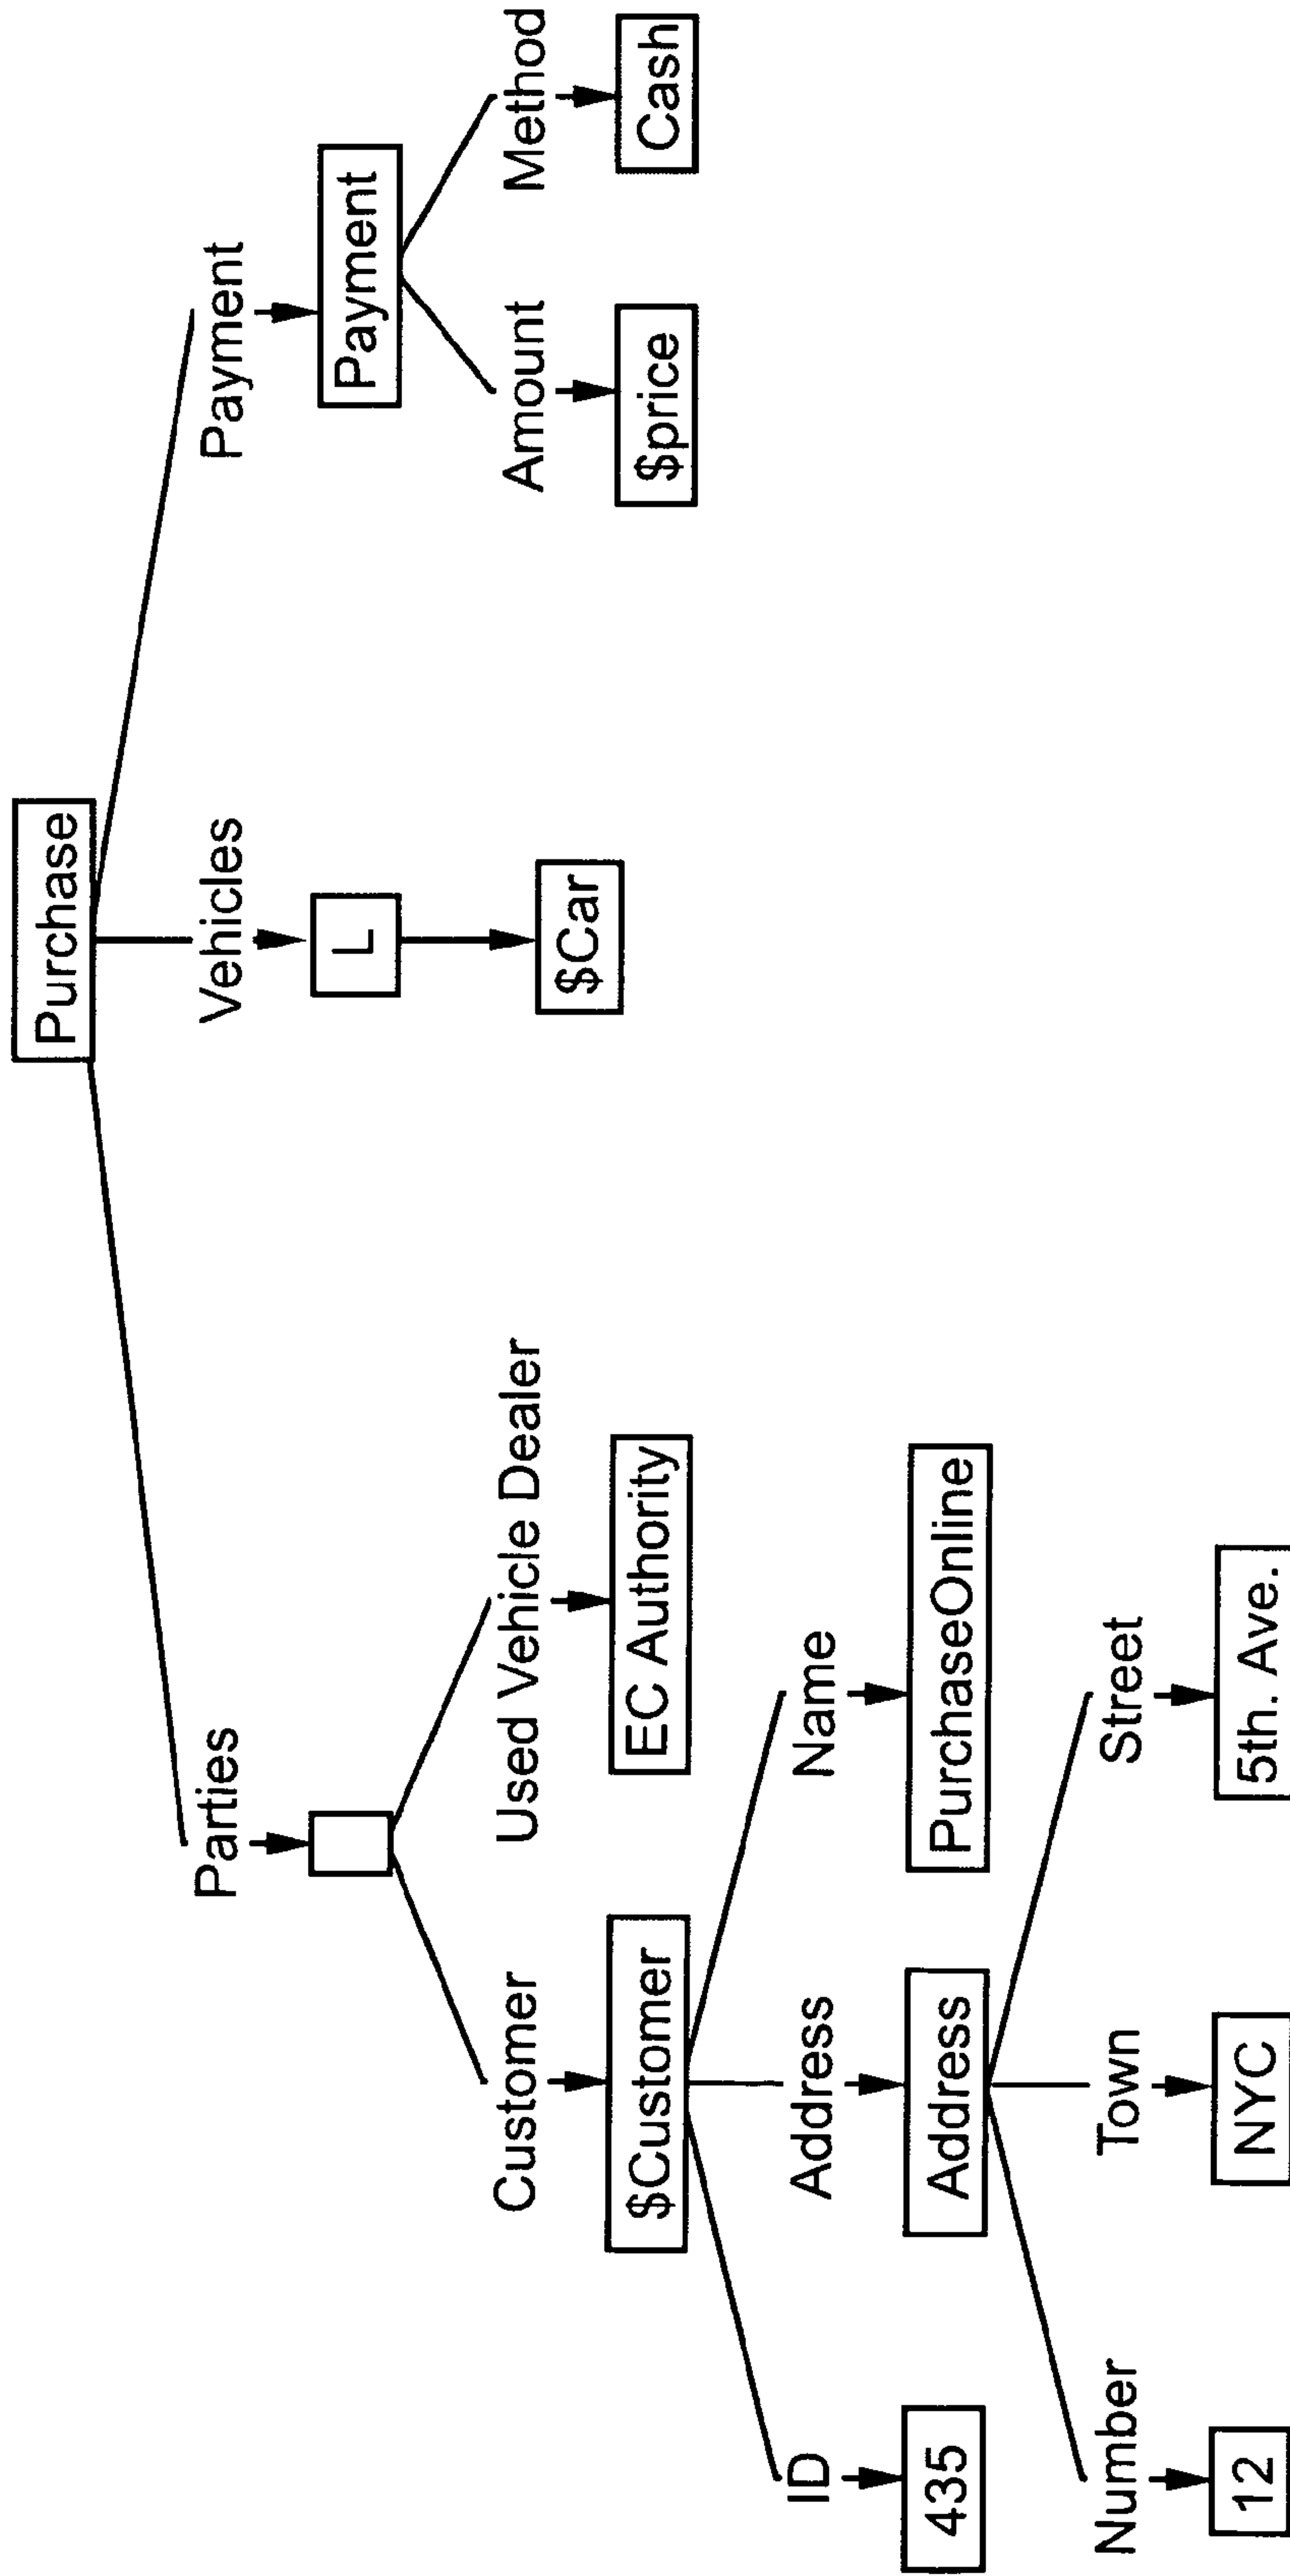 Purchase
Parties
Vehicles
Payment
L
Payment
Customer
Used Vehicle Dealer
$Car
Amount
Method
$Customer
EC Authority
$price
Cash
ID
Address
Name
435
Address
PurchaseOnline
Number
Town
Street
12
NYC
5th. Ave.